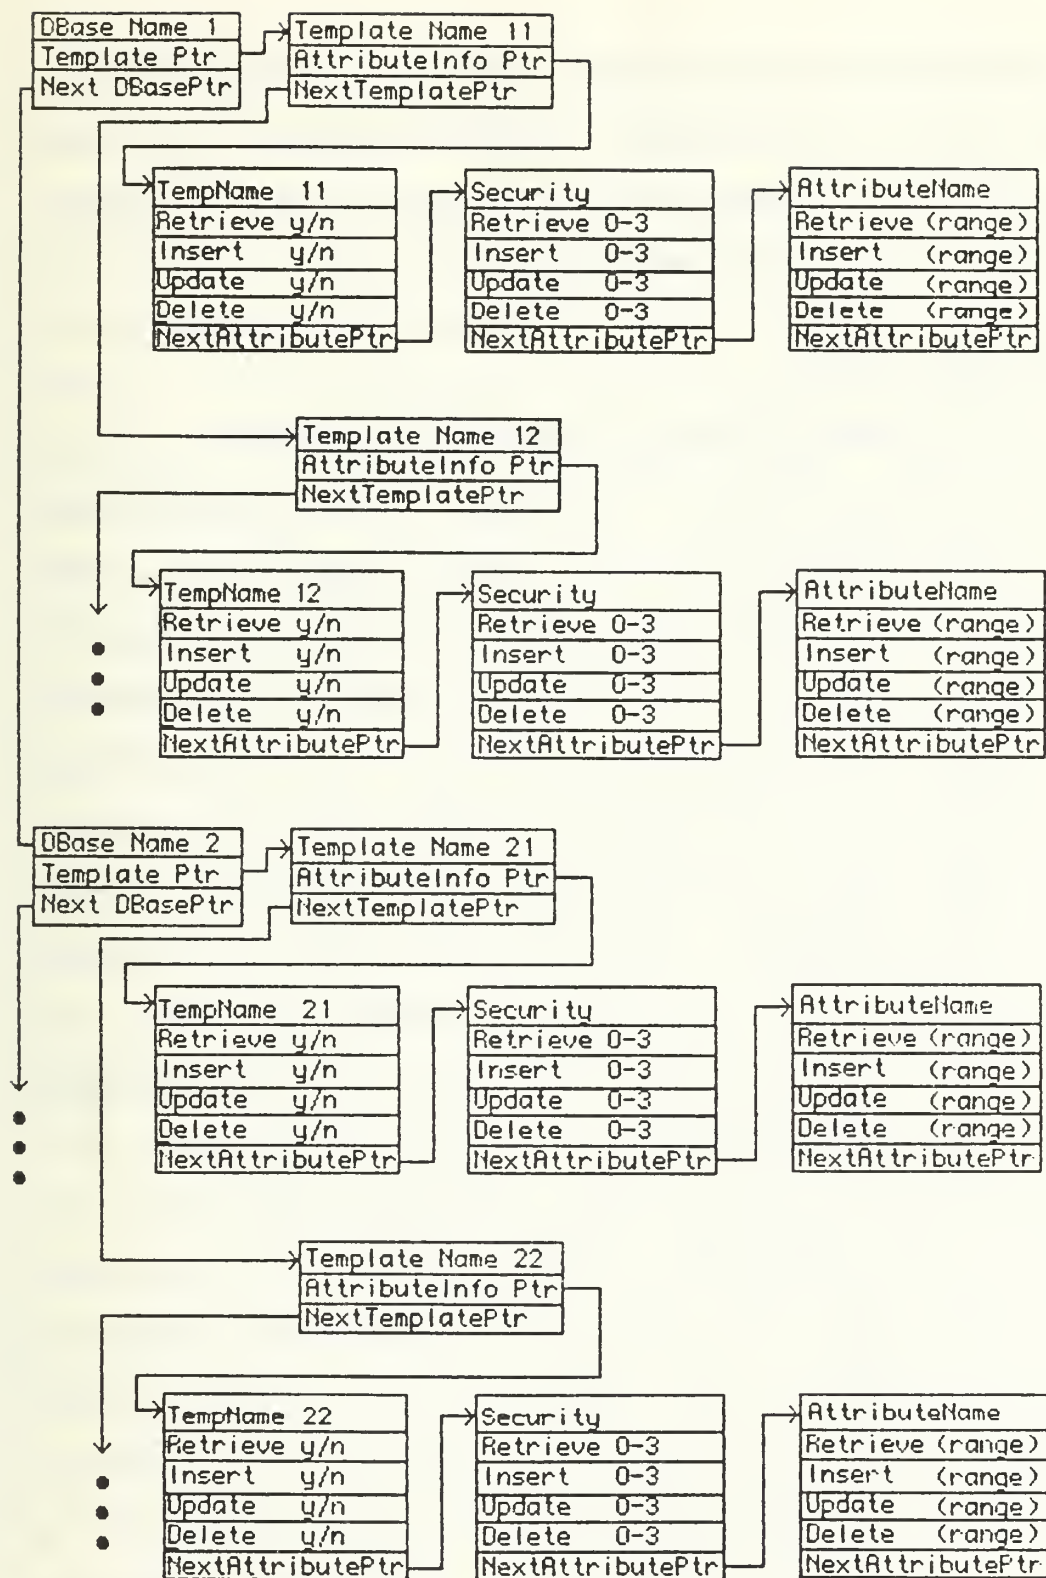 DBase Name 1
Template Ptr
Next DBasePtr
Template Name 11
AttributeInfo Ptr
NextTemplatePtr
TempName 11
Retrieve y/n
Insert y/n
Update y/n
Delete y/n
NextAttributePtr
Security
Retrieve 0-3
Insert 0-3
Update 0-3
Delete 0-3
NextAttributePtr
AttributeName
Retrieve (range)
Insert (range)
Update (range)
Delete (range)
NextAttributePtr
Template Name 12
AttributeInfo Ptr
NextTemplatePtr
TempName 12
Retrieve y/n
Insert y/n
Update y/n
Delete y/n
NextAttributePtr
Security
Retrieve 0-3
Insert 0-3
Update 0-3
Delete 0-3
NextAttributePtr
AttributeName
Retrieve (range)
Insert (range)
Update (range)
Delete (range)
NextAttributePtr
DBase Name 2
Template Ptr
Next DBasePtr
Template Name 21
AttributeInfo Ptr
NextTemplatePtr
TempName 21
Retrieve y/n
Insert y/n
Update y/n
Delete y/n
NextAttributePtr
Security
Retrieve 0-3
Insert 0-3
Update 0-3
Delete 0-3
NextAttributePtr
AttributeName
Retrieve (range)
Insert (range)
Update (range)
Delete (range)
NextAttributePtr
Template Name 22
AttributeInfo Ptr
NextTemplatePtr
TempName 22
Retrieve y/n
Insert y/n
Update y/n
Delete y/n
NextAttributePtr
Security
Retrieve 0-3
Insert 0-3
Update 0-3
Delete 0-3
NextAttributePtr
AttributeName
Retrieve (range)
Insert (range)
Update (range)
Delete (range)
NextAttributePtr